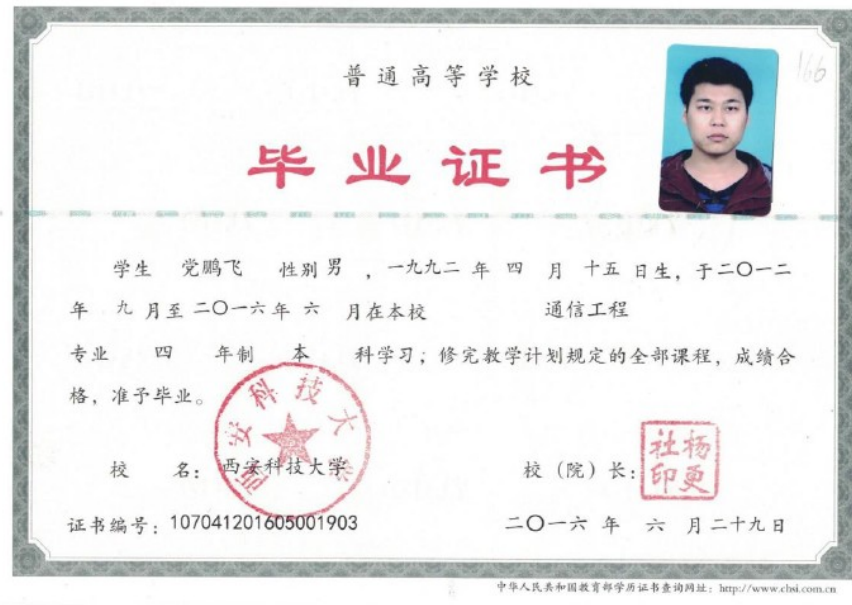 普通高等学校
166
毕业证书
学生 党鹏飞 性别 男 ，一九九二 年 四 月 十五 日生，于二〇一二
年 九 月至 二〇一六 年 六 月在本校 通信工程
专业 四 年制 本 科学习；修完教学计划规定的全部课程，成绩合
格，准予毕业。
西安科技大学
校 名：西安科技大学 校（院）长：
杨更社印
证书编号：107041201605001903 二〇一六 年 六 月二十九日
中华人民共和国教育部学历证书查询网址：http://www.chsi.com.cn